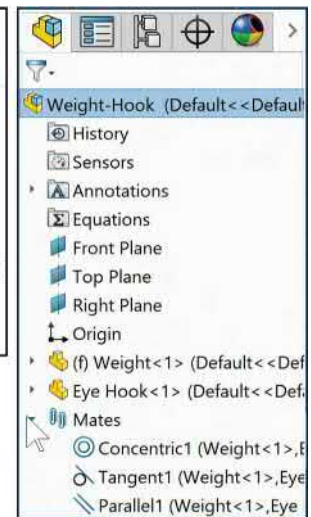 Weight-Hook (Default<<Default
History
Sensors
Annotations
Equations
Front Plane
Top Plane
Right Plane
Origin
(f) Weight<1> (Default<<Def
Eye Hook<1> (Default<<Def
Mates
Concentric1 (Weight<1>,E
Tangent1 (Weight<1>,Eye
Parallel1 (Weight<1>,Eye